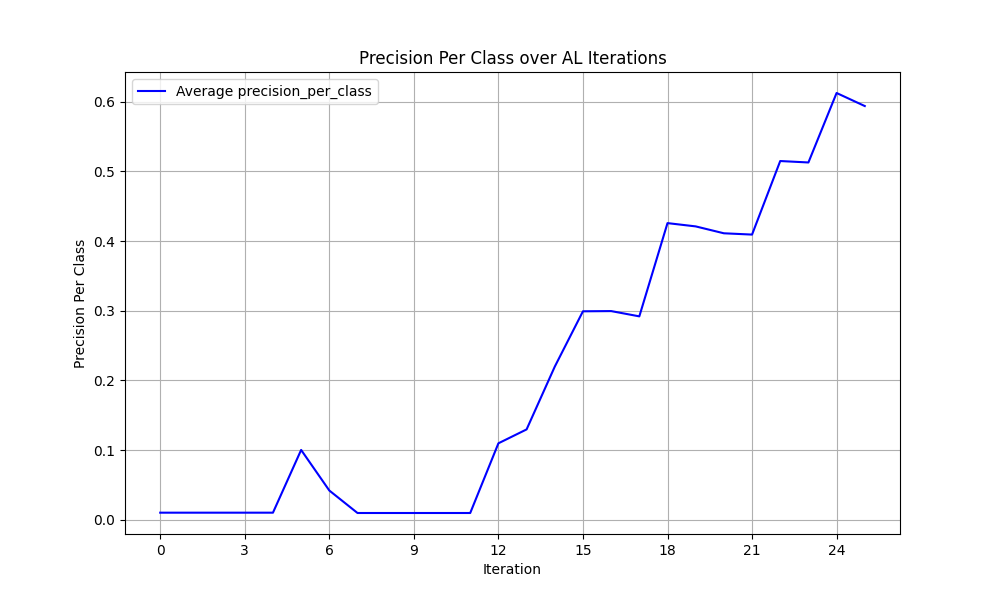 Precision Per Class over AL Iterations
Average precision_per_class
Precision Per Class
0.6
0.5
0.4
0.3
0.2
0.1
0.0
0 3 6 9 12 15 18 21 24
Iteration